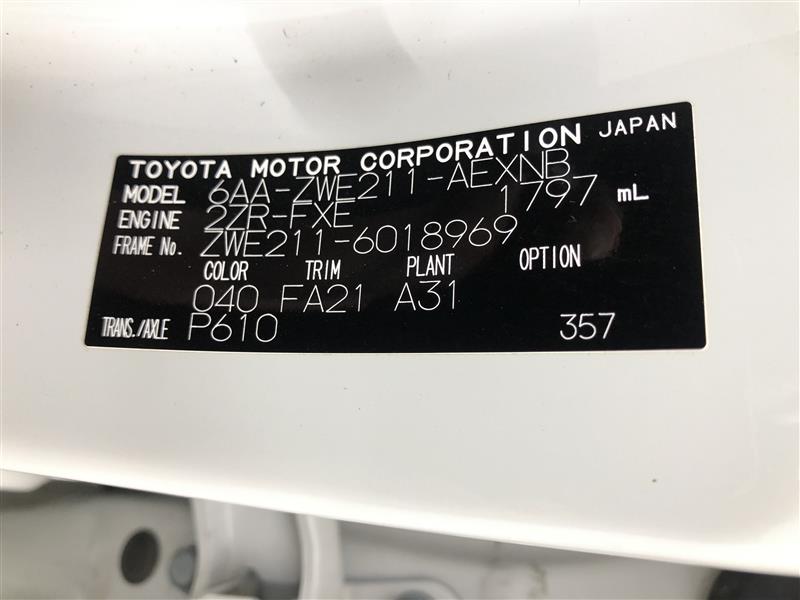 TOYOTA MOTOR CORPORATION JAPAN
MODEL 6AA-ZWE211-AEXNB
ENGINE 2ZR-FXE 1797 mL
FRAME No. ZWE211-6018969
COLOR TRIM PLANT OPTION
040 FA21 A31
TRANS./AXLE P610 357